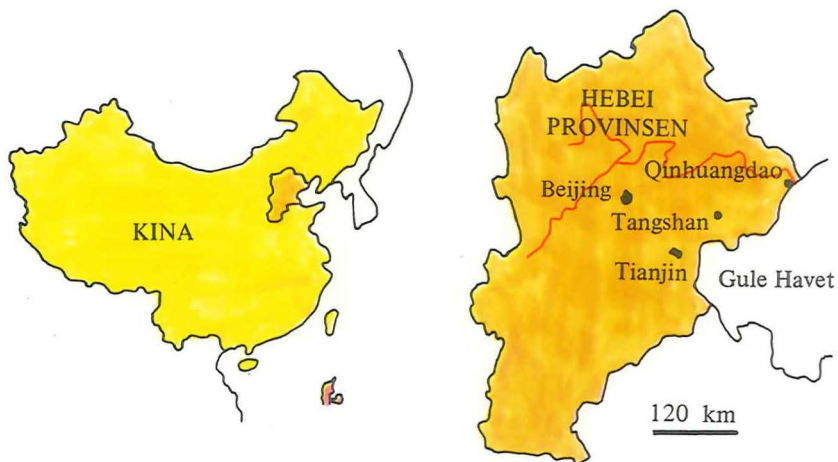 KINA
HEBEI
PROVINSEN
Qinhuangdao
Beijing
Tangshan
Tianjin
Gule Havet
120 km